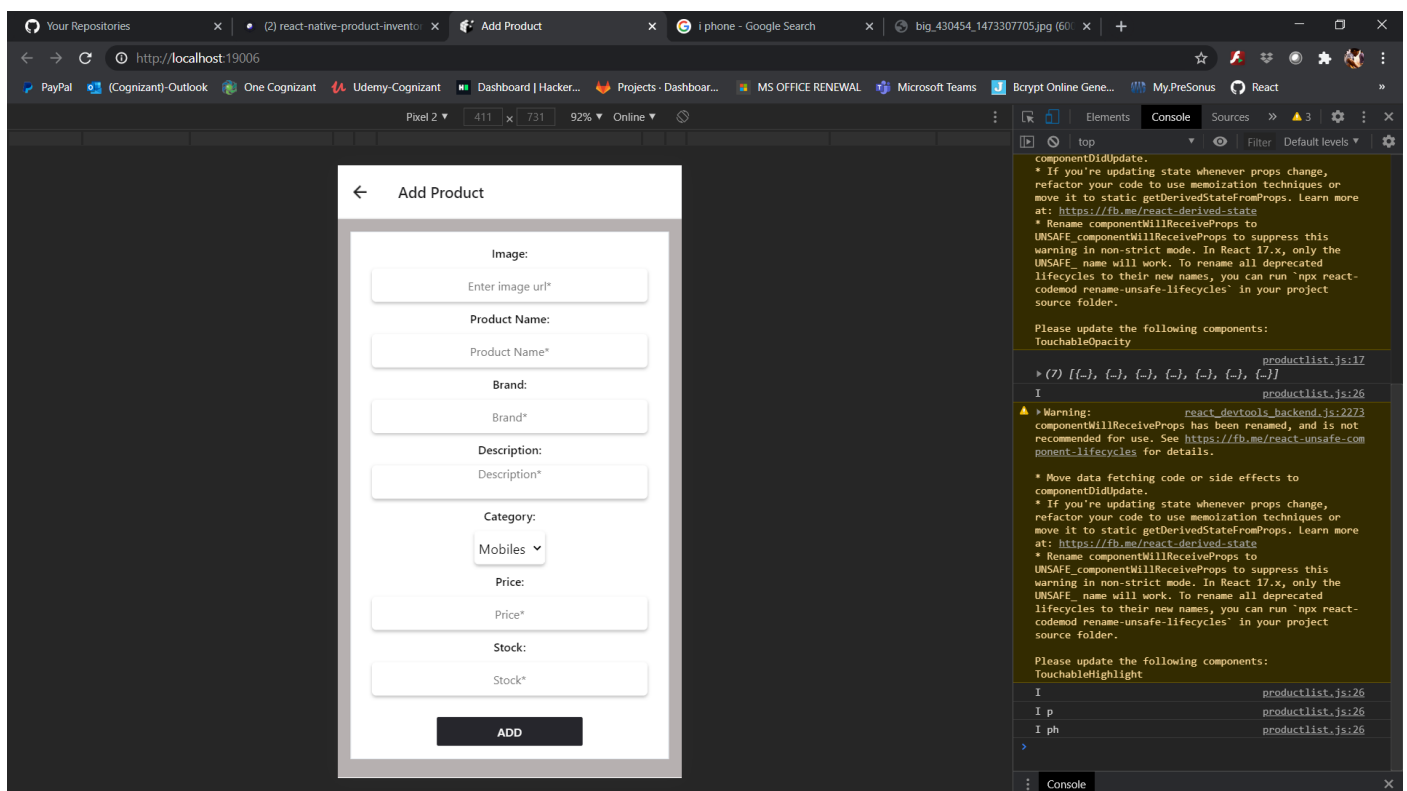 Your Repositories
(2) react-native-product-inventor
Add Product
i phone - Google Search
big_430454_1473307705.jpg (600
http://localhost:19006
PayPal
(Cognizant)-Outlook
One Cognizant
Udemy-Cognizant
Dashboard | Hacker...
Projects - Dashboar...
MS OFFICE RENEWAL
Microsoft Teams
Bcrypt Online Gene...
My.PreSonus
React
»
Pixel 2 ▼ 411 x 731 92% ▼ Online ▼
Add Product
Image:
Enter image url*
Product Name:
Product Name*
Brand:
Brand*
Description:
Description*
Category:
Mobiles
Price:
Price*
Stock:
Stock*
ADD
Elements Console Sources » 3
top Filter Default levels ▼
componentDidUpdate.
* If you're updating state whenever props change,
refactor your code to use memoization techniques or
move it to static getDerivedStateFromProps. Learn more
at: https://fb.me/react-derived-state
* Rename componentWillReceiveProps to
UNSAFE_componentWillReceiveProps to suppress this
warning in non-strict mode. In React 17.x, only the
UNSAFE_ name will work. To rename all deprecated
lifecycles to their new names, you can run `npx react-
codemod rename-unsafe-lifecycles` in your project
source folder.
Please update the following components:
TouchableOpacity
productlist.js:17
(7) [{…}, {…}, {…}, {…}, {…}, {…}, {…}]
I productlist.js:26
Warning: react_devtools_backend.js:2273
componentWillReceiveProps has been renamed, and is not
recommended for use. See https://fb.me/react-unsafe-com
ponent-lifecycles for details.
* Move data fetching code or side effects to
componentDidUpdate.
* If you're updating state whenever props change,
refactor your code to use memoization techniques or
move it to static getDerivedStateFromProps. Learn more
at: https://fb.me/react-derived-state
* Rename componentWillReceiveProps to
UNSAFE_componentWillReceiveProps to suppress this
warning in non-strict mode. In React 17.x, only the
UNSAFE_ name will work. To rename all deprecated
lifecycles to their new names, you can run `npx react-
codemod rename-unsafe-lifecycles` in your project
source folder.
Please update the following components:
TouchableHighlight
I productlist.js:26
I p productlist.js:26
I ph productlist.js:26
Console